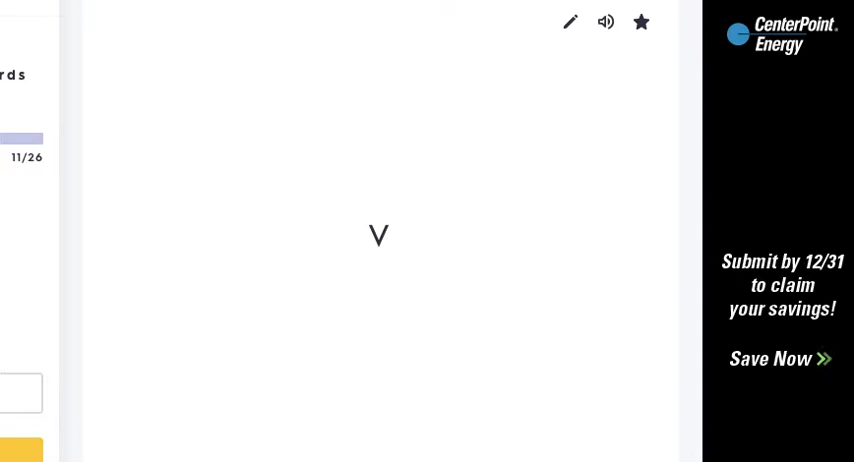 rds
11/26
V
CenterPoint.
Energy
Submit by 12/31
to claim
your savings!
Save Now